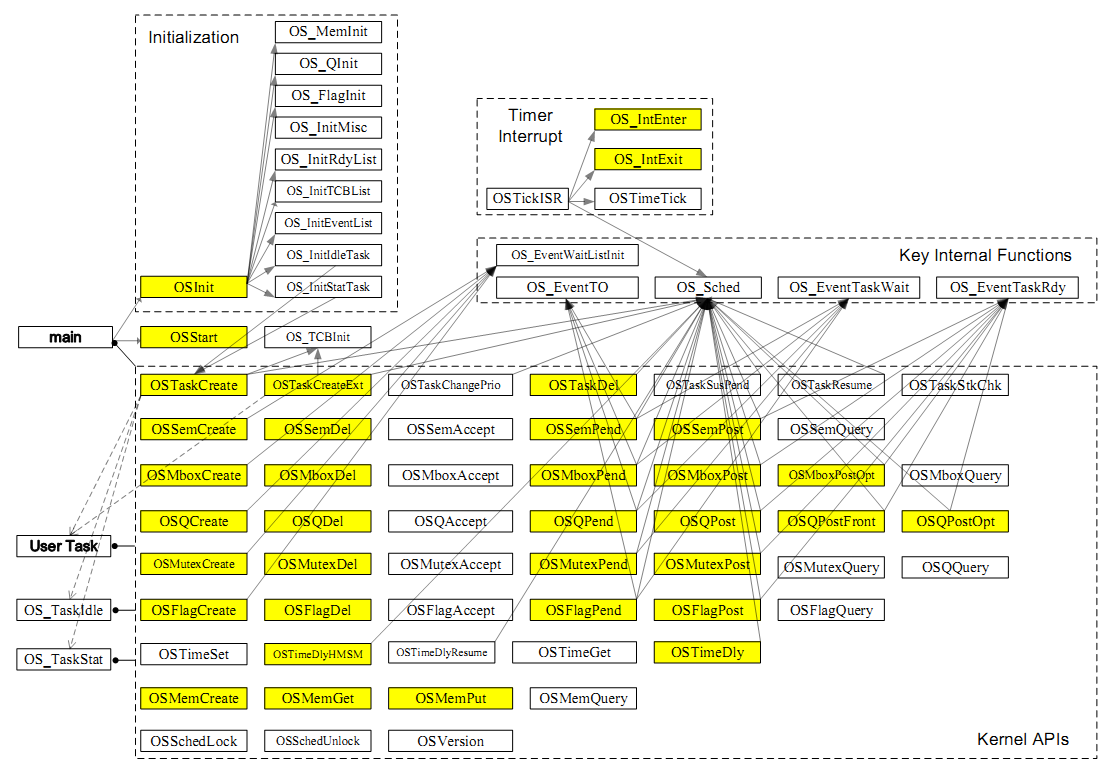 Initialization
OS_MemInit
OS_QInit
OS_FlagInit
OS_InitMisc
OS_InitRdyList
OS_InitTCBList
OS_InitEventList
OS_InitIdleTask
OSInit
OS_InitStatTask
Timer
Interrupt
OS_IntEnter
OS_IntExit
OSTickISR
OSTimeTick
OS_EventWaitListInit
Key Internal Functions
OS_EventTO
OS_Sched
OS_EventTaskWait
OS_EventTaskRdy
main
OSStart
OS_TCBInit
OSTaskCreate
OSTaskCreateExt
OSTaskChangePrio
OSTaskDel
OSTaskSusPend
OSTaskResume
OSTaskStkChk
OSSemCreate
OSSemDel
OSSemAccept
OSSemPend
OSSemPost
OSSemQuery
OSMboxCreate
OSMboxDel
OSMboxAccept
OSMboxPend
OSMboxPost
OSMboxPostOpt
OSMboxQuery
OSQCreate
OSQDel
OSQAccept
OSQPend
OSQPost
OSQPostFront
OSQPostOpt
User Task
OSMutexCreate
OSMutexDel
OSMutexAccept
OSMutexPend
OSMutexPost
OSMutexQuery
OSQQuery
OS_TaskIdle
OSFlagCreate
OSFlagDel
OSFlagAccept
OSFlagPend
OSFlagPost
OSFlagQuery
OS_TaskStat
OSTimeSet
OSTimeDlyHMSM
OSTimeDlyResume
OSTimeGet
OSTimeDly
OSMemCreate
OSMemGet
OSMemPut
OSMemQuery
OSSchedLock
OSSchedUnlock
OSVersion
Kernel APIs